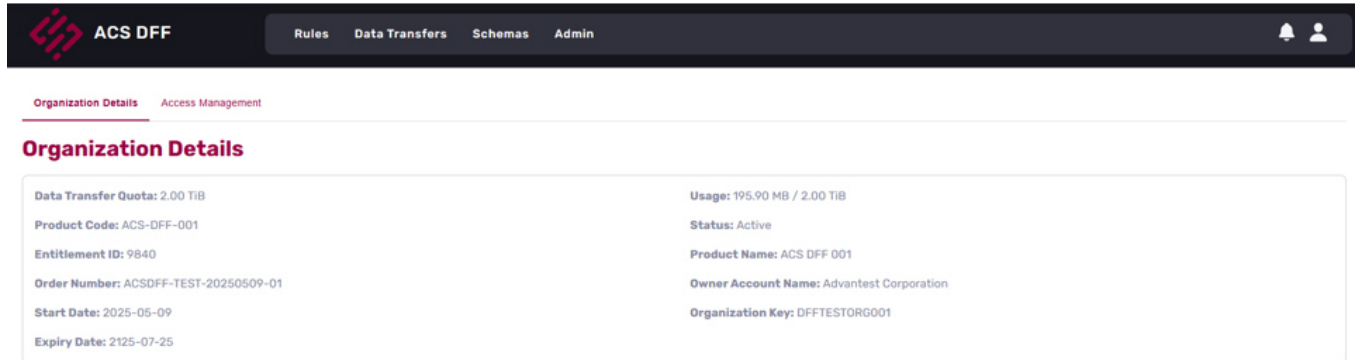 ACS DFF Rules Data Transfers Schemas Admin
Organization Details Access Management
Organization Details
Data Transfer Quota: 2.00 TiB Usage: 195.90 MB / 2.00 TiB
Product Code: ACS-DFF-001 Status: Active
Entitlement ID: 9840 Product Name: ACS DFF 001
Order Number: ACSDFF-TEST-20250509-01 Owner Account Name: Advantest Corporation
Start Date: 2025-05-09 Organization Key: DFFTESTORG001
Expiry Date: 2125-07-25